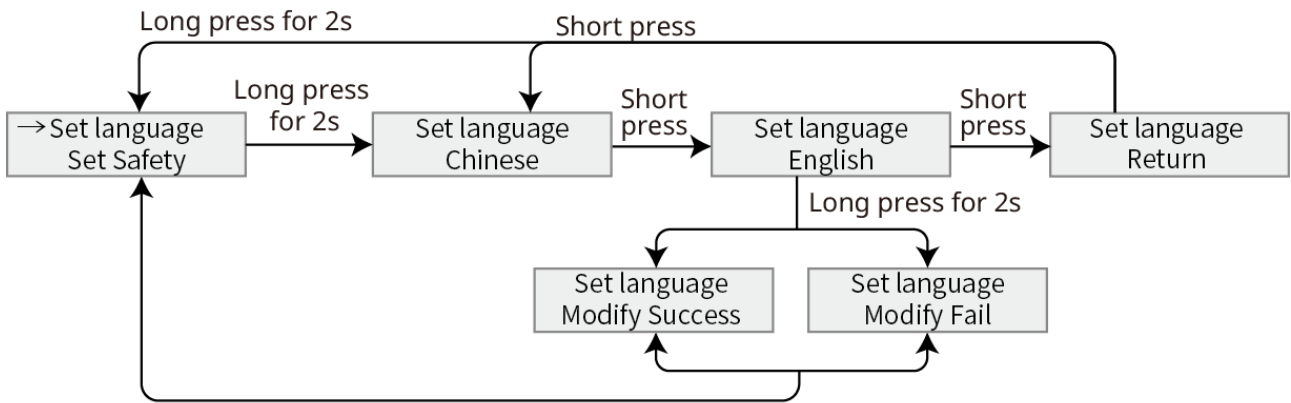 Long press for 2s
Short press
Long press
for 2s
Short
press
Short
press
→Set language
Set Safety
Set language
Chinese
Set language
English
Set language
Return
Long press for 2s
Set language
Modify Success
Set language
Modify Fail